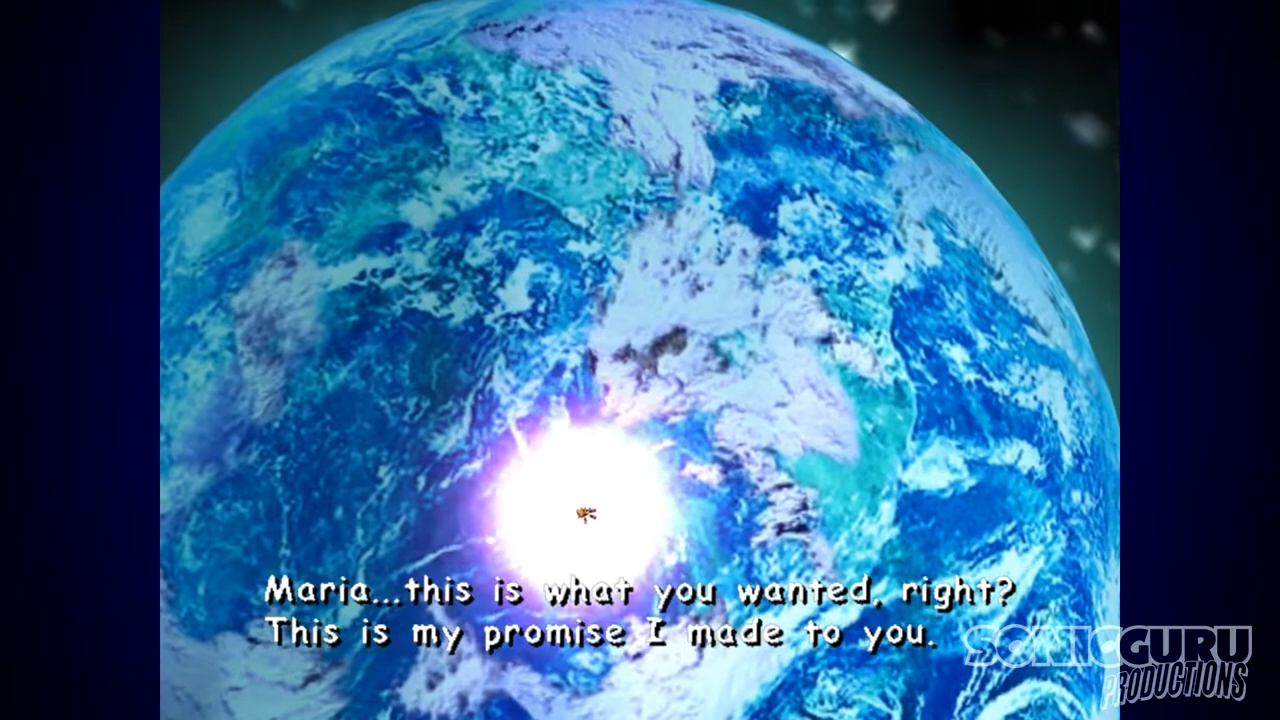 Maria...this is what you wanted, right?
This is my promise I made to you.
SONICGURU
PRODUCTIONS